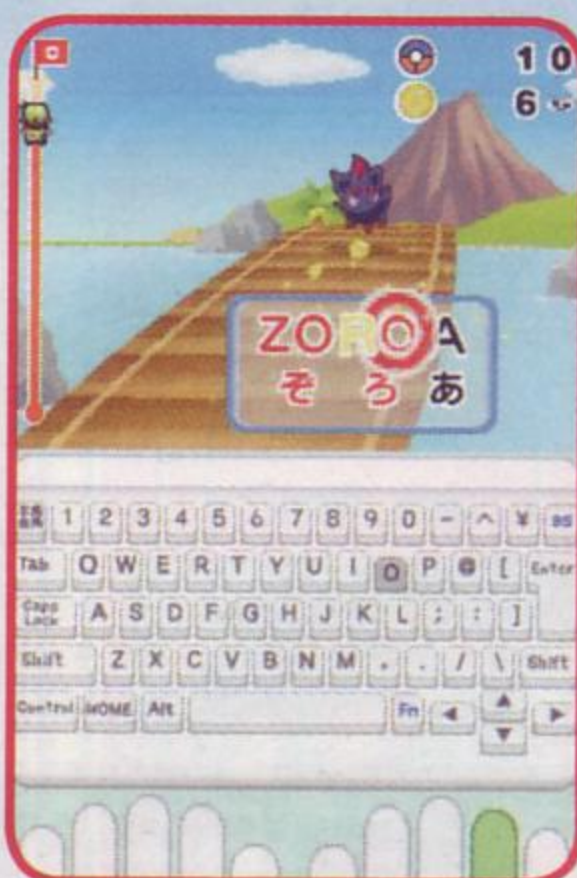 10
6
ZOROA
ぞろあ
1 2 3 4 5 6 7 8 9 0 - ^ ¥ BS
Tab Q W E R T Y U I O P @ [ Enter
Caps Lock A S D F G H J K L ; : ]
Shift Z X C V B N M , . / \ Shift
Control HOME Alt Fn ◀ ▲ ▶
▼